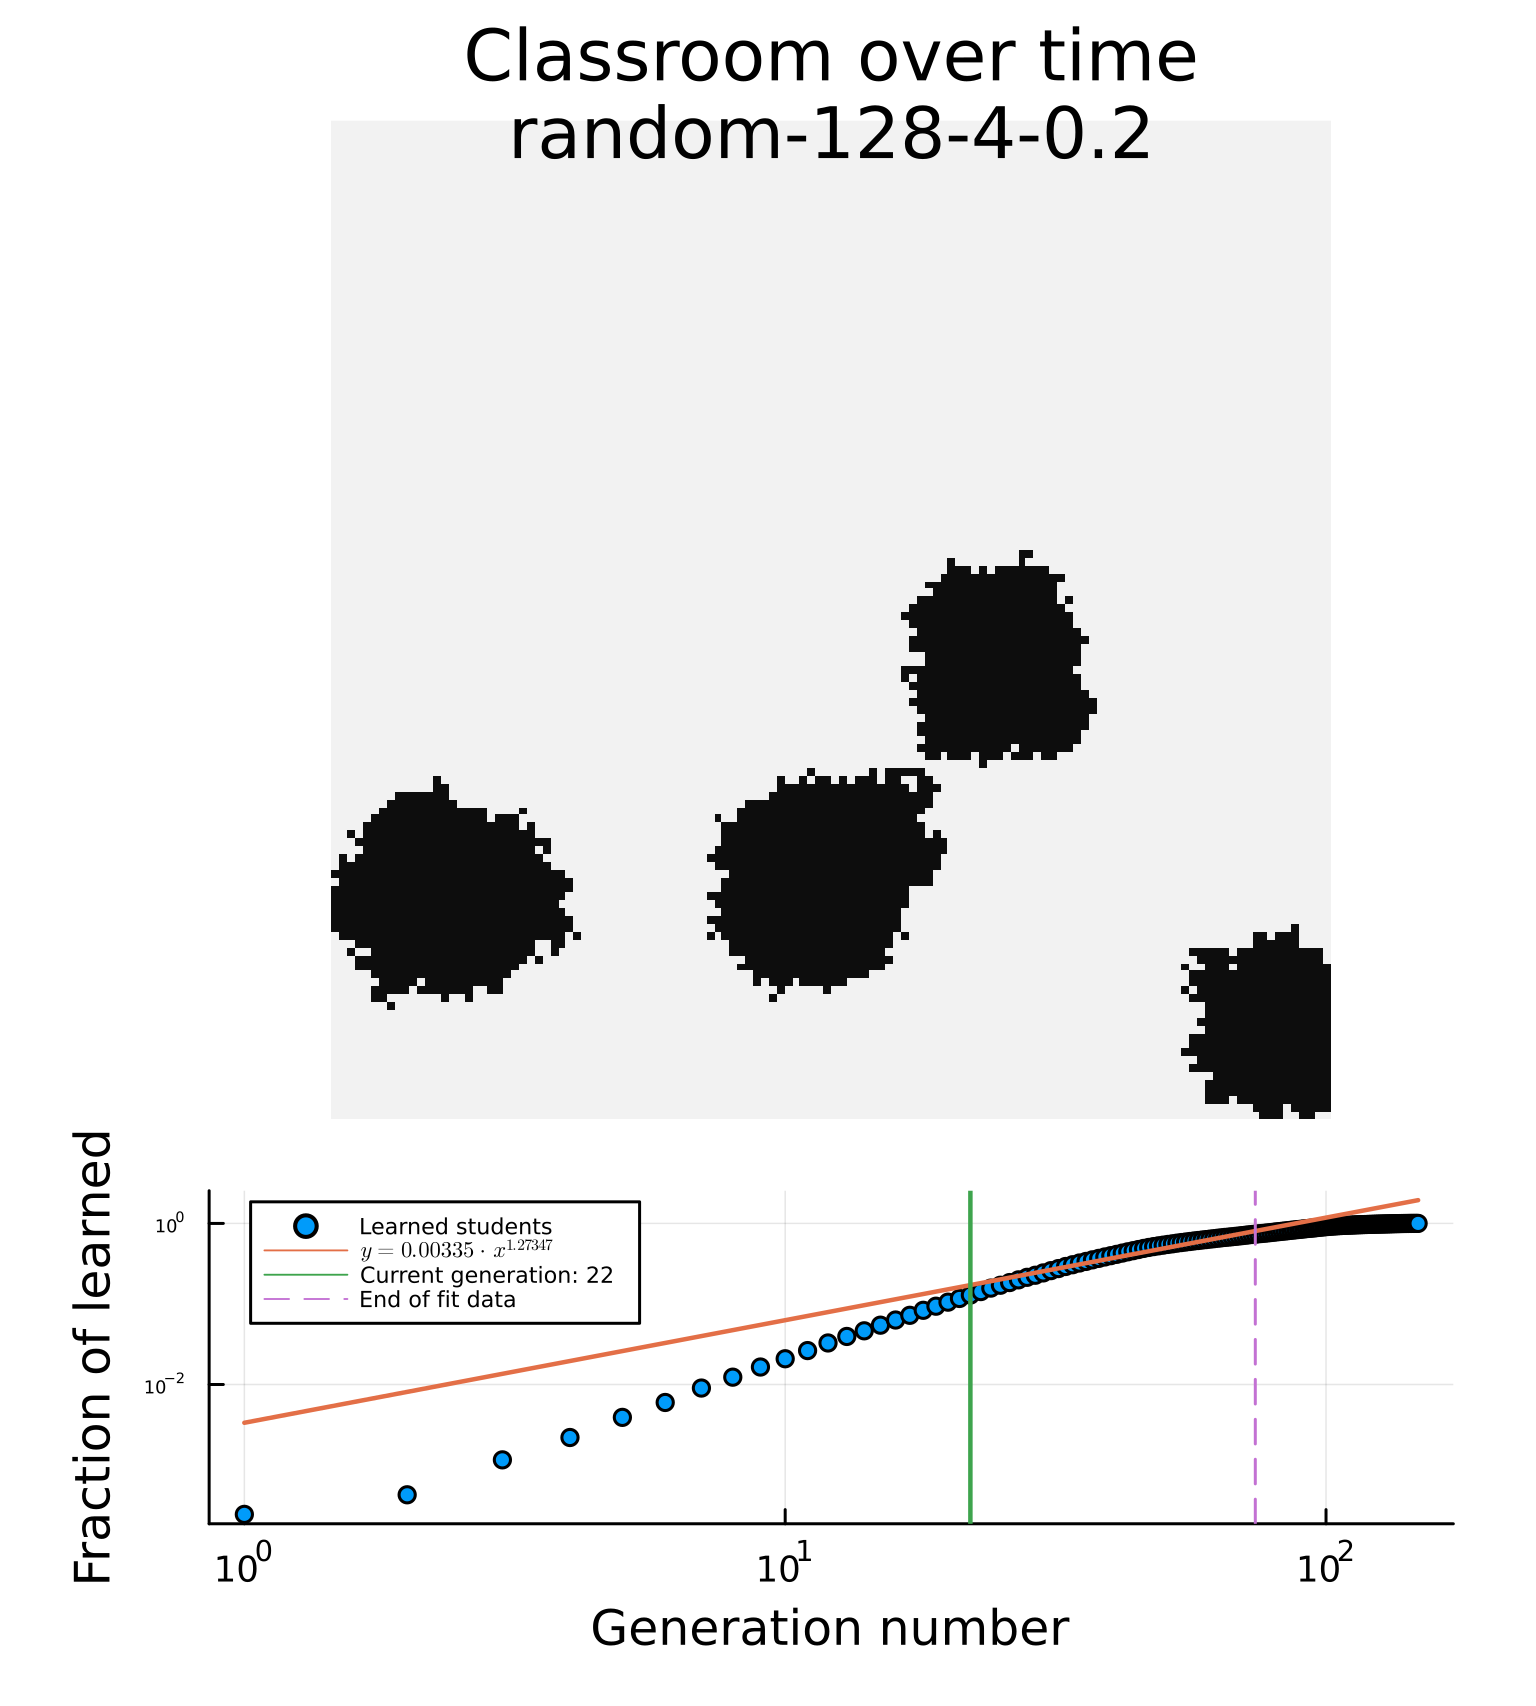 Classroom over time
random-128-4-0.2
Fraction of learned
10^0
10^-2
Learned students
y = 0.00335 · x^1.27347
Current generation: 22
End of fit data
10^0
10^1
10^2
Generation number